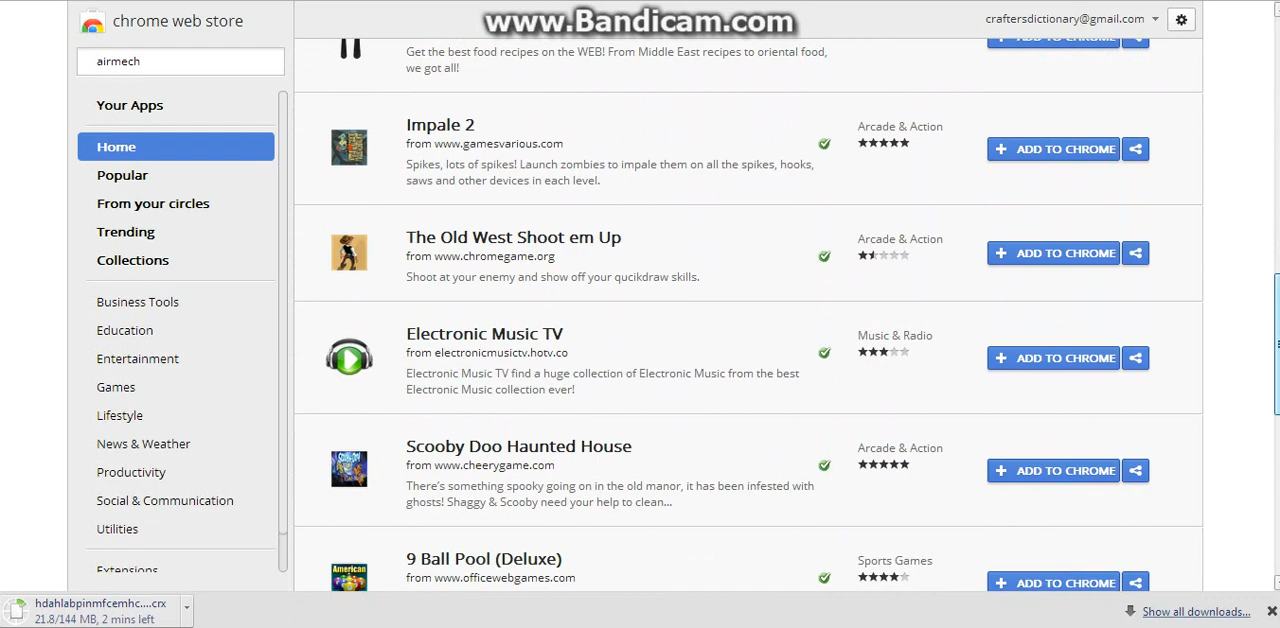 www.Bandicam.com
chrome web store
craftersdictionary@gmail.com
airmech
Your Apps
Home
Popular
From your circles
Trending
Collections
Business Tools
Education
Entertainment
Games
Lifestyle
News & Weather
Productivity
Social & Communication
Utilities
Extensions
Get the best food recipes on the WEB! From Middle East recipes to oriental food,
we got all!
ADD TO CHROME
Impale 2
from www.gamesvarious.com
Spikes, lots of spikes! Launch zombies to impale them on all the spikes, hooks,
saws and other devices in each level.
Arcade & Action
ADD TO CHROME
The Old West Shoot em Up
from www.chromegame.org
Shoot at your enemy and show off your qucikdraw skills.
Arcade & Action
ADD TO CHROME
Electronic Music TV
from electronicmusictv.hotv.co
Electronic Music TV find a huge collection of Electronic Music from the best
Electronic Music collection ever!
Music & Radio
ADD TO CHROME
Scooby Doo Haunted House
from www.cheerygame.com
There's something spooky going on in the old manor, it has been infested with
ghosts! Shaggy & Scooby need your help to clean...
Arcade & Action
ADD TO CHROME
American
9 Ball Pool (Deluxe)
from www.officewebgames.com
Sports Games
ADD TO CHROME
hdahlabpinmfcemhc....crx
21.8/144 MB, 2 mins left
Show all downloads...